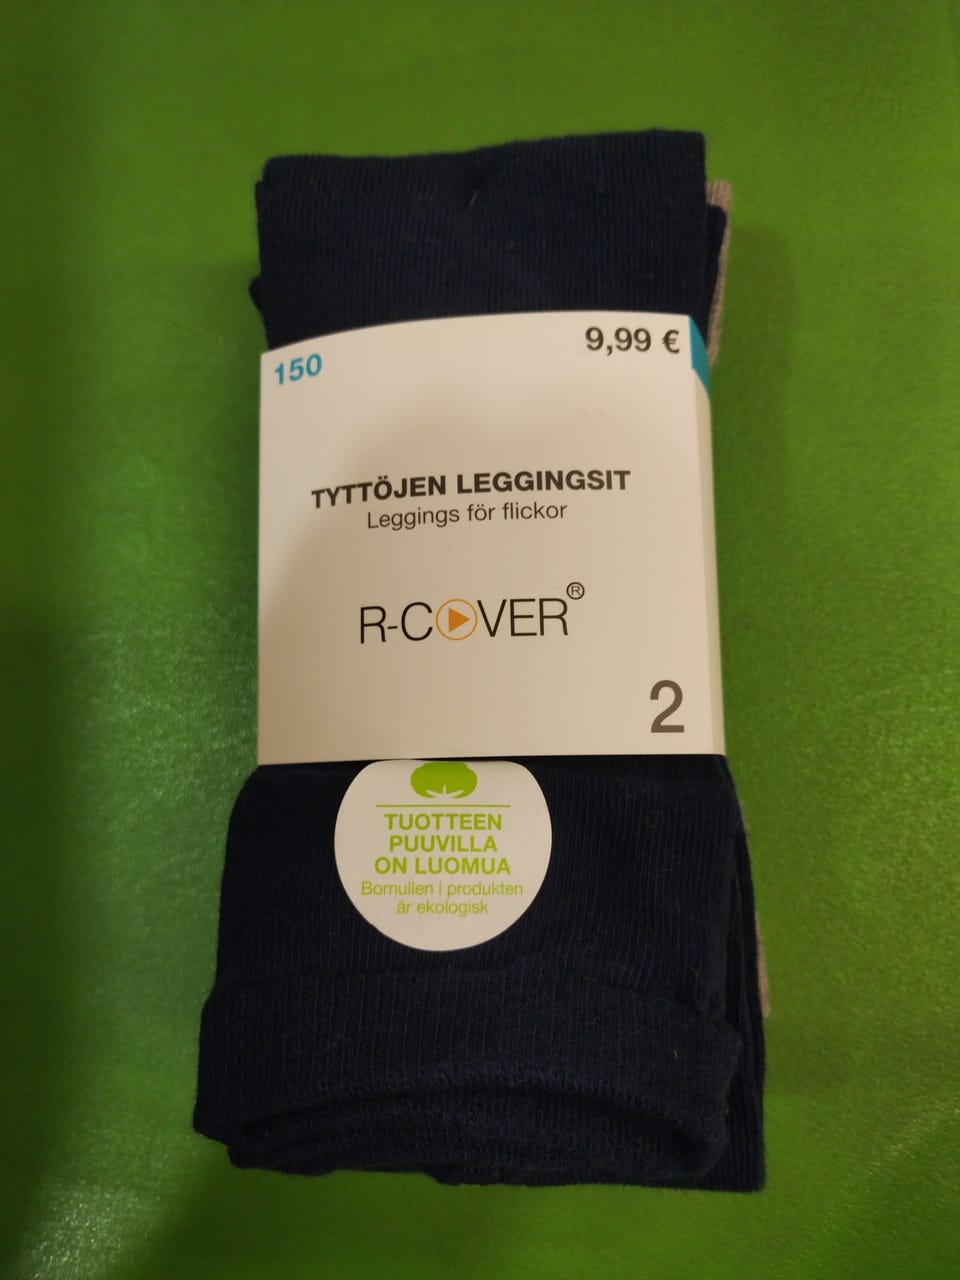 150
9,99 €
TYTTÖJEN LEGGINGSIT
Leggings för flickor
R-COVER®
2
TUOTTEEN
PUUVILLA
ON LUOMUA
Bomullen i produkten
är ekologisk